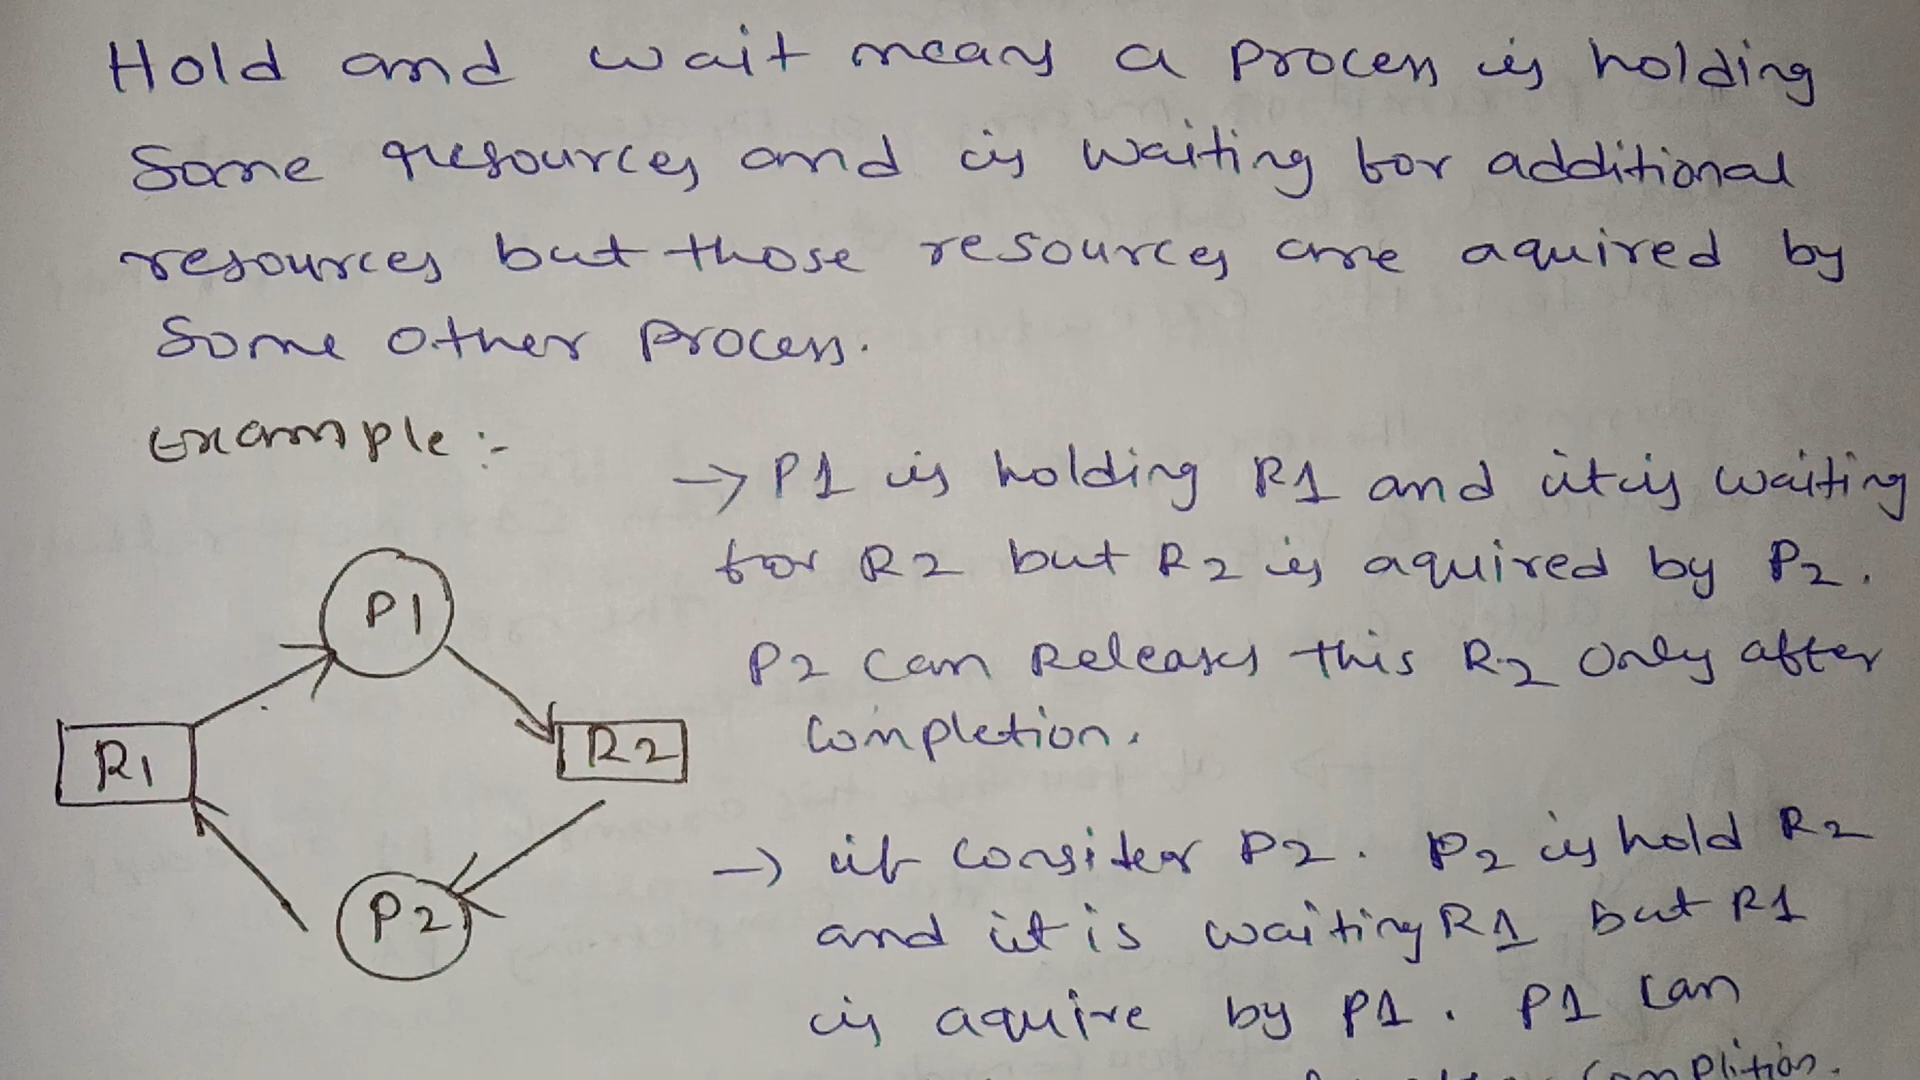 Hold and wait means a process is holding
Some resources and is waiting for additional
resources but those resources are aquired by
Some other process.
Example :-
→ P1 is holding R1 and it is waiting
for R2 but R2 is aquired by P2.
P2 can Releases this R2 only after
Completion.
P1
R1
R2
P2
→ if consider P2. P2 is hold R2
and it is waiting R1 but R1
is aquire by P1. P1 can
Complition.